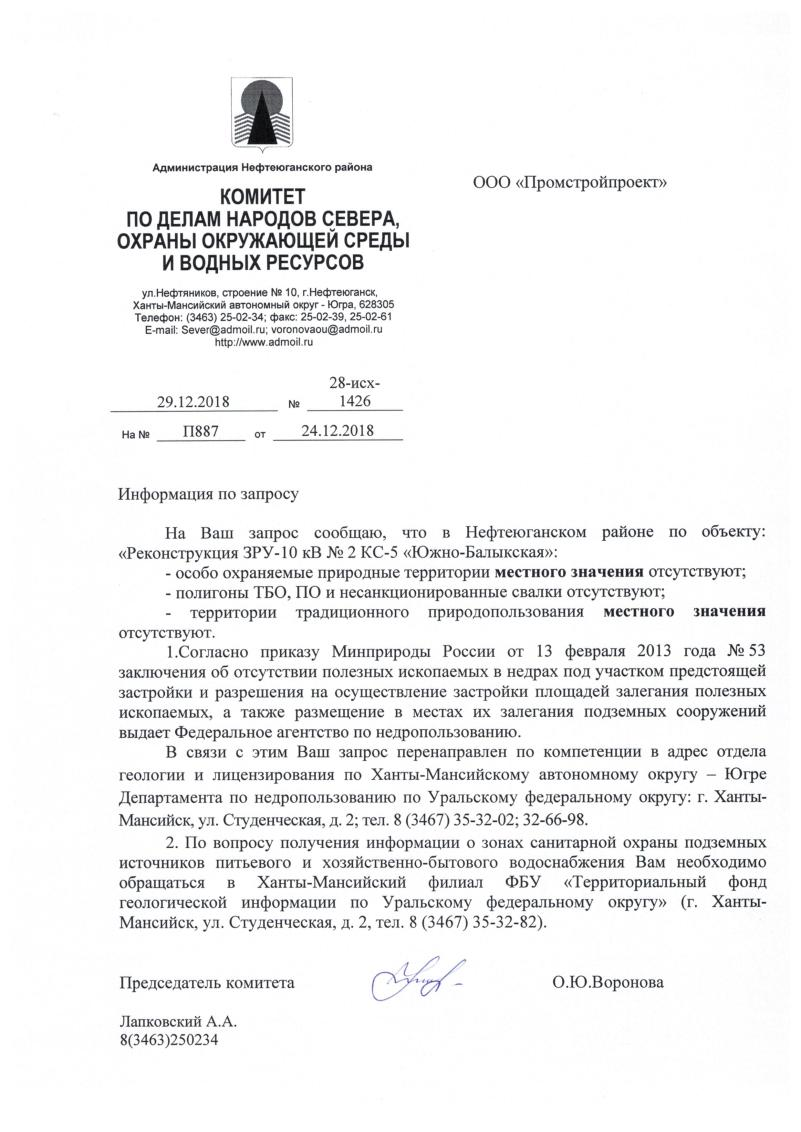 Администрация Нефтеюганского района
КОМИТЕТ
ПО ДЕЛАМ НАРОДОВ СЕВЕРА,
ОХРАНЫ ОКРУЖАЮЩЕЙ СРЕДЫ
И ВОДНЫХ РЕСУРСОВ
ул.Нефтяников, строение № 10, г.Нефтеюганск,
Ханты-Мансийский автономный округ - Югра, 628305
Телефон: (3463) 25-02-34; факс: 25-02-39, 25-02-61
E-mail: Sever@admoil.ru; voronovaou@admoil.ru
http://www.admoil.ru
ООО «Промстройпроект»
28-исх-
29.12.2018 № 1426
На № П887 от 24.12.2018
Информация по запросу
На Ваш запрос сообщаю, что в Нефтеюганском районе по объекту:
«Реконструкция ЗРУ-10 кВ № 2 КС-5 «Южно-Балыкская»:
- особо охраняемые природные территории местного значения отсутствуют;
- полигоны ТБО, ПО и несанкционированные свалки отсутствуют;
- территории традиционного природопользования местного значения
отсутствуют.
1.Согласно приказу Минприроды России от 13 февраля 2013 года № 53
заключения об отсутствии полезных ископаемых в недрах под участком предстоящей
застройки и разрешения на осуществление застройки площадей залегания полезных
ископаемых, а также размещение в местах их залегания подземных сооружений
выдает Федеральное агентство по недропользованию.
В связи с этим Ваш запрос перенаправлен по компетенции в адрес отдела
геологии и лицензирования по Ханты-Мансийскому автономному округу – Югре
Департамента по недропользованию по Уральскому федеральному округу: г. Ханты-
Мансийск, ул. Студенческая, д. 2; тел. 8 (3467) 35-32-02; 32-66-98.
2. По вопросу получения информации о зонах санитарной охраны подземных
источников питьевого и хозяйственно-бытового водоснабжения Вам необходимо
обращаться в Ханты-Мансийский филиал ФБУ «Территориальный фонд
геологической информации по Уральскому федеральному округу» (г. Ханты-
Мансийск, ул. Студенческая, д. 2, тел. 8 (3467) 35-32-82).
Председатель комитета О.Ю.Воронова
Лапковский А.А.
8(3463)250234